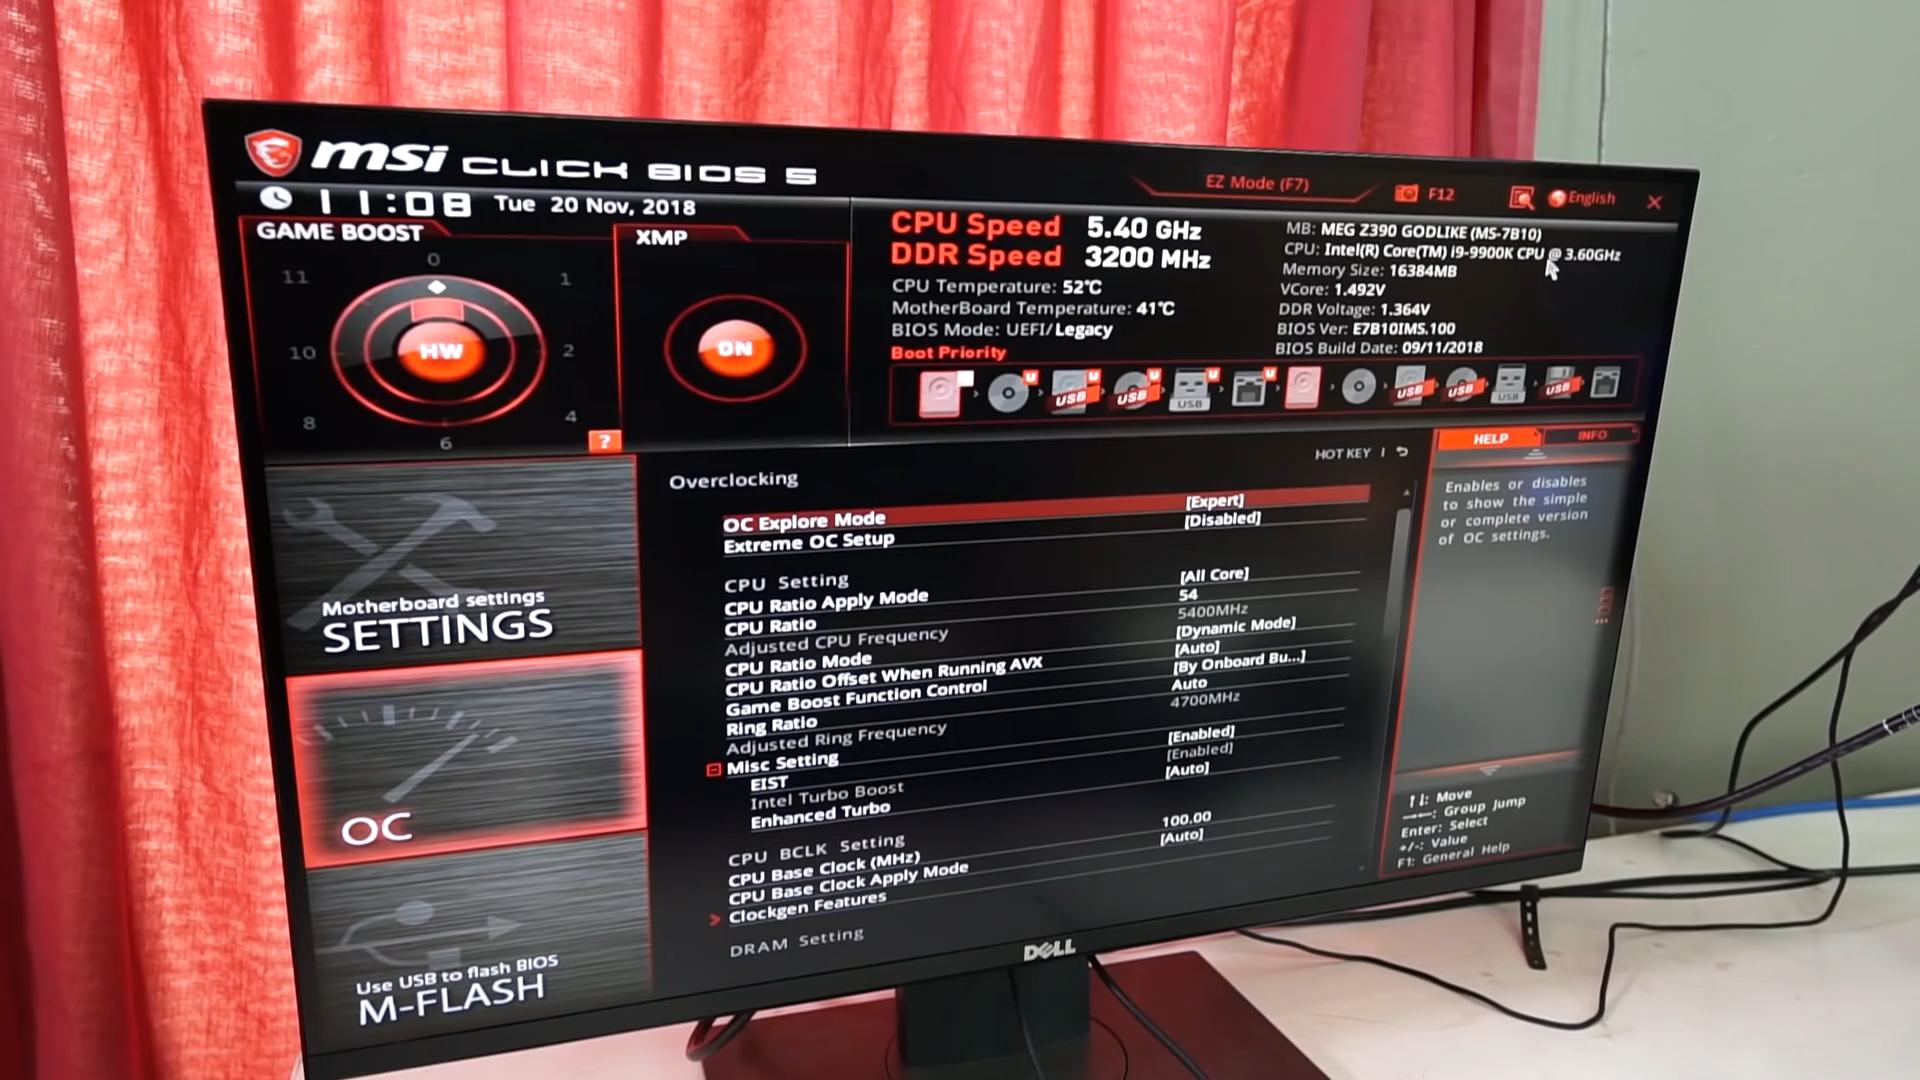 msi CLICK BIOS 5
EZ Mode (F7)
F12
English
11:08 Tue 20 Nov, 2018
GAME BOOST
0
1
2
4
6
8
10
11
HW
?
XMP
ON
CPU Speed 5.40 GHz
DDR Speed 3200 MHz
CPU Temperature: 52°C
MotherBoard Temperature: 41°C
BIOS Mode: UEFI/Legacy
Boot Priority
MB: MEG Z390 GODLIKE (MS-7B10)
CPU: Intel(R) Core(TM) i9-9900K CPU @ 3.60GHz
Memory Size: 16384MB
VCore: 1.492V
DDR Voltage: 1.364V
BIOS Ver: E7B10IMS.100
BIOS Build Date: 09/11/2018
U
U USB
U USB
U USB
U
USB
USB
USB
USB
Motherboard settings
SETTINGS
OC
Use USB to flash BIOS
M-FLASH
Overclocking
HOT KEY
OC Explore Mode [Expert]
Extreme OC Setup [Disabled]
CPU Setting
CPU Ratio Apply Mode [All Core]
CPU Ratio 54
Adjusted CPU Frequency 5400MHz
CPU Ratio Mode [Dynamic Mode]
CPU Ratio Offset When Running AVX [Auto]
Game Boost Function Control [By Onboard Bu...]
Ring Ratio Auto
Adjusted Ring Frequency 4700MHz
Misc Setting
EIST [Enabled]
Intel Turbo Boost [Enabled]
Enhanced Turbo [Auto]
CPU BCLK Setting
CPU Base Clock (MHz) 100.00
CPU Base Clock Apply Mode [Auto]
> Clockgen Features
DRAM Setting
HELP
INFO
Enables or disables
to show the simple
or complete version
of OC settings.
↑↓: Move
→←: Group Jump
Enter: Select
+/-: Value
F1: General Help
DELL